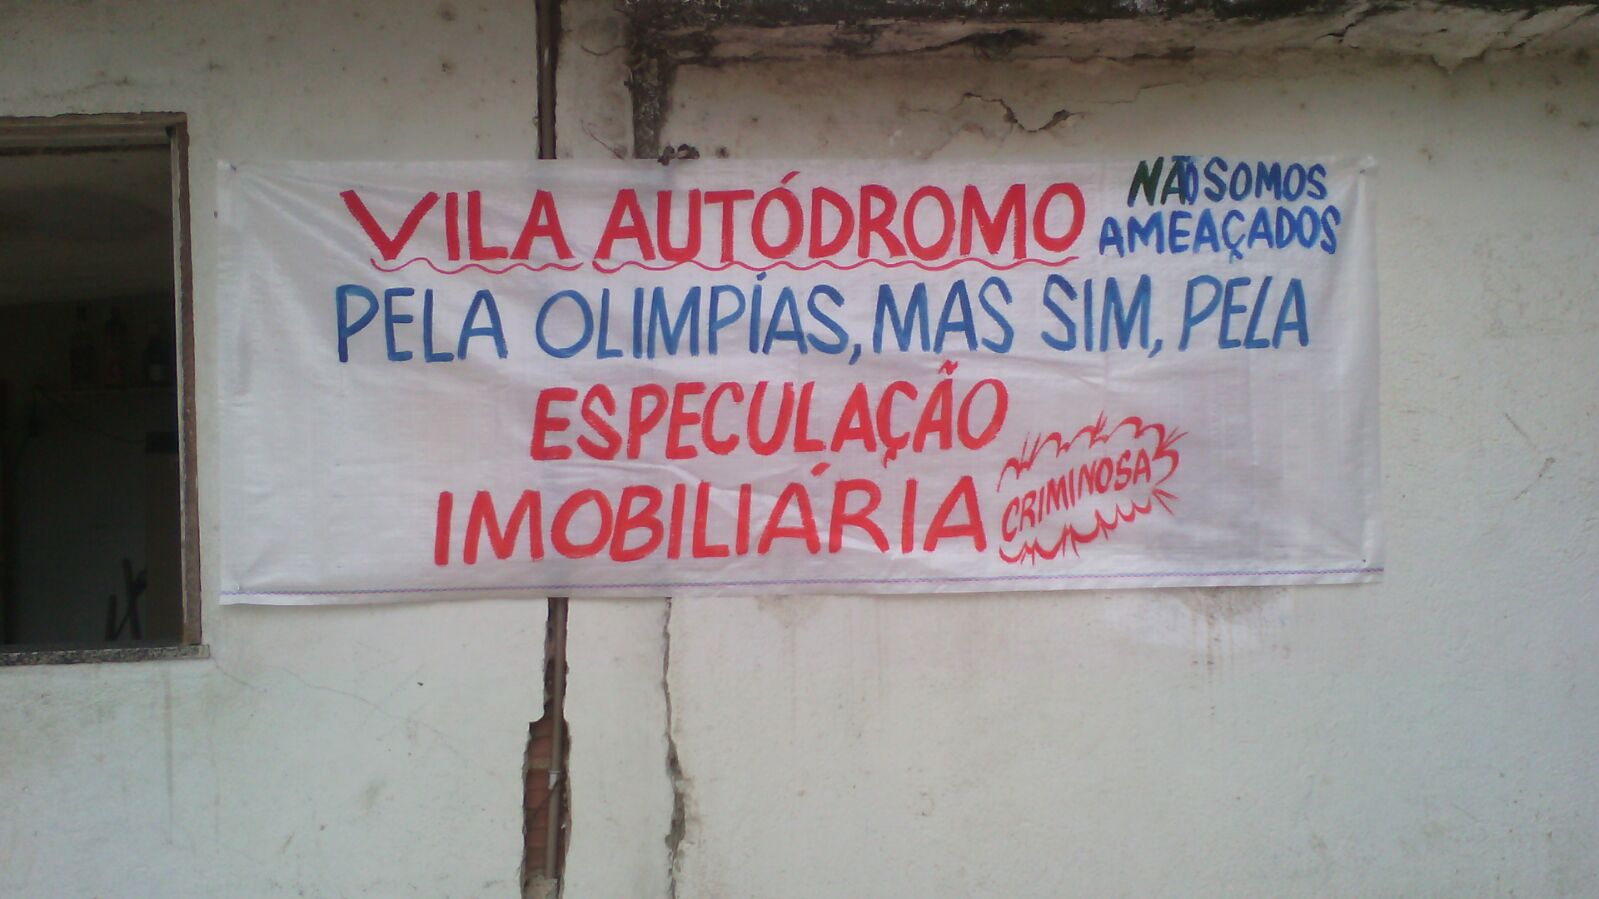 VILA AUTÓDROMO
NÃO SOMOS
AMEAÇADOS
PELA OLIMPÍAS, MAS SIM, PELA
ESPECULAÇÃO
IMOBILIÁRIA
CRIMINOSA